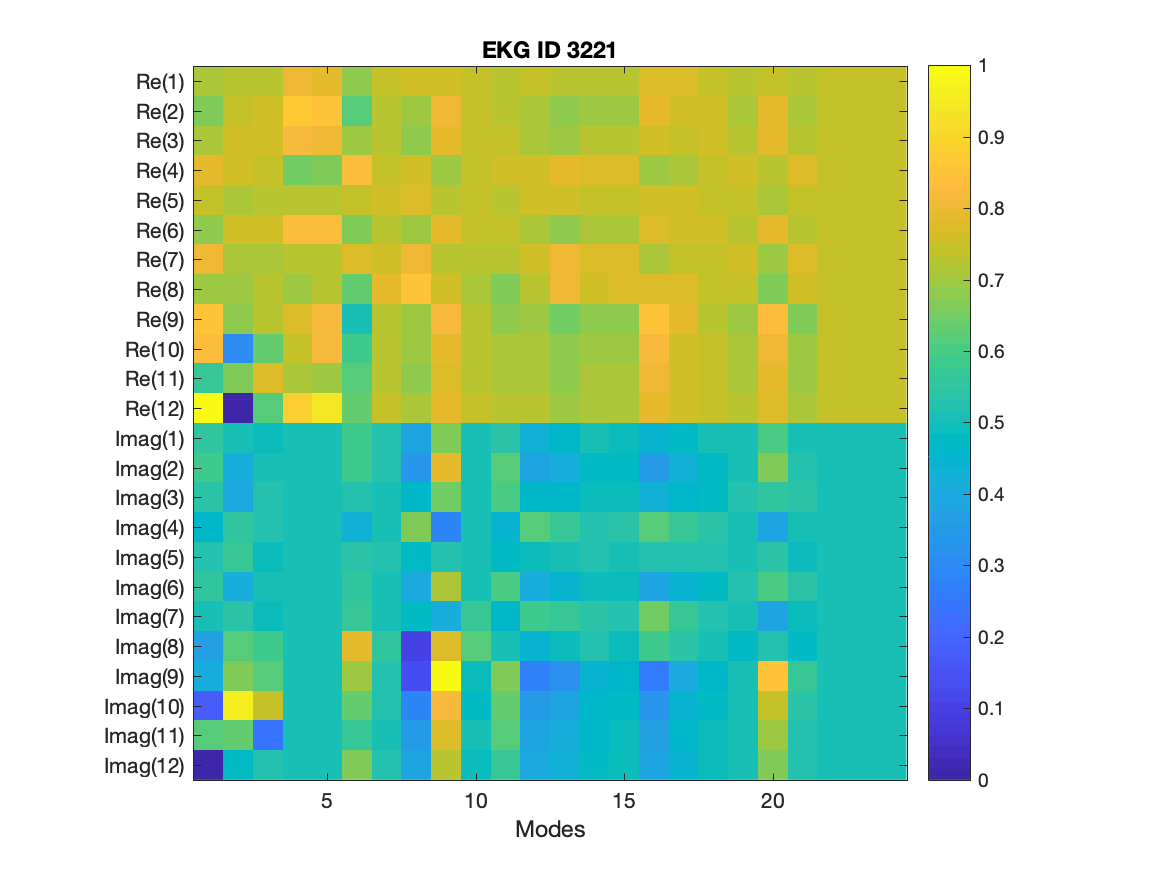 EKG ID 3221
Re(1)
Re(2)
Re(3)
Re(4)
Re(5)
Re(6)
Re(7)
Re(8)
Re(9)
Re(10)
Re(11)
Re(12)
Imag(1)
Imag(2)
Imag(3)
Imag(4)
Imag(5)
Imag(6)
Imag(7)
Imag(8)
Imag(9)
Imag(10)
Imag(11)
Imag(12)
5 10 15 20
Modes
1
0.9
0.8
0.7
0.6
0.5
0.4
0.3
0.2
0.1
0